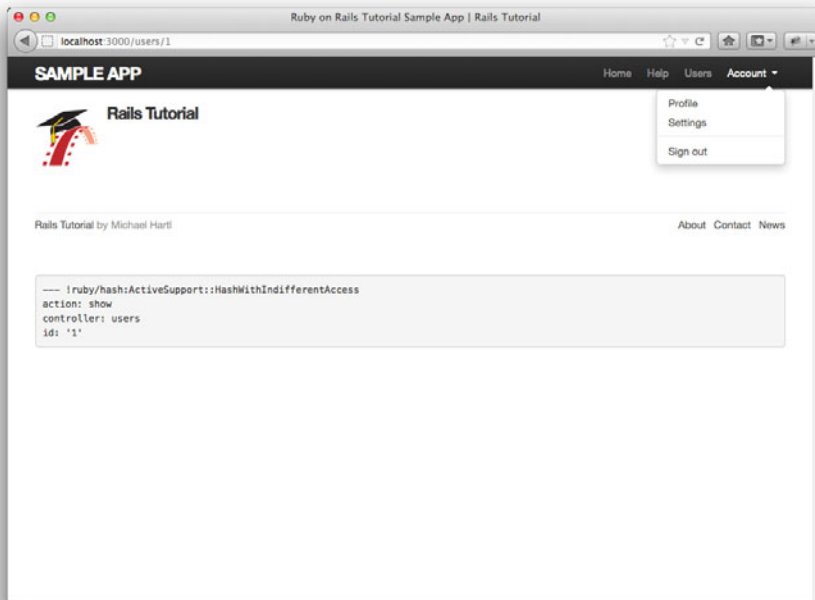 Ruby on Rails Tutorial Sample App | Rails Tutorial
localhost:3000/users/1
SAMPLE APP
Home Help Users Account
Profile
Settings
Sign out
Rails Tutorial
Rails Tutorial by Michael Hartl
About Contact News
--- !ruby/hash:ActiveSupport::HashWithIndifferentAccess
action: show
controller: users
id: '1'